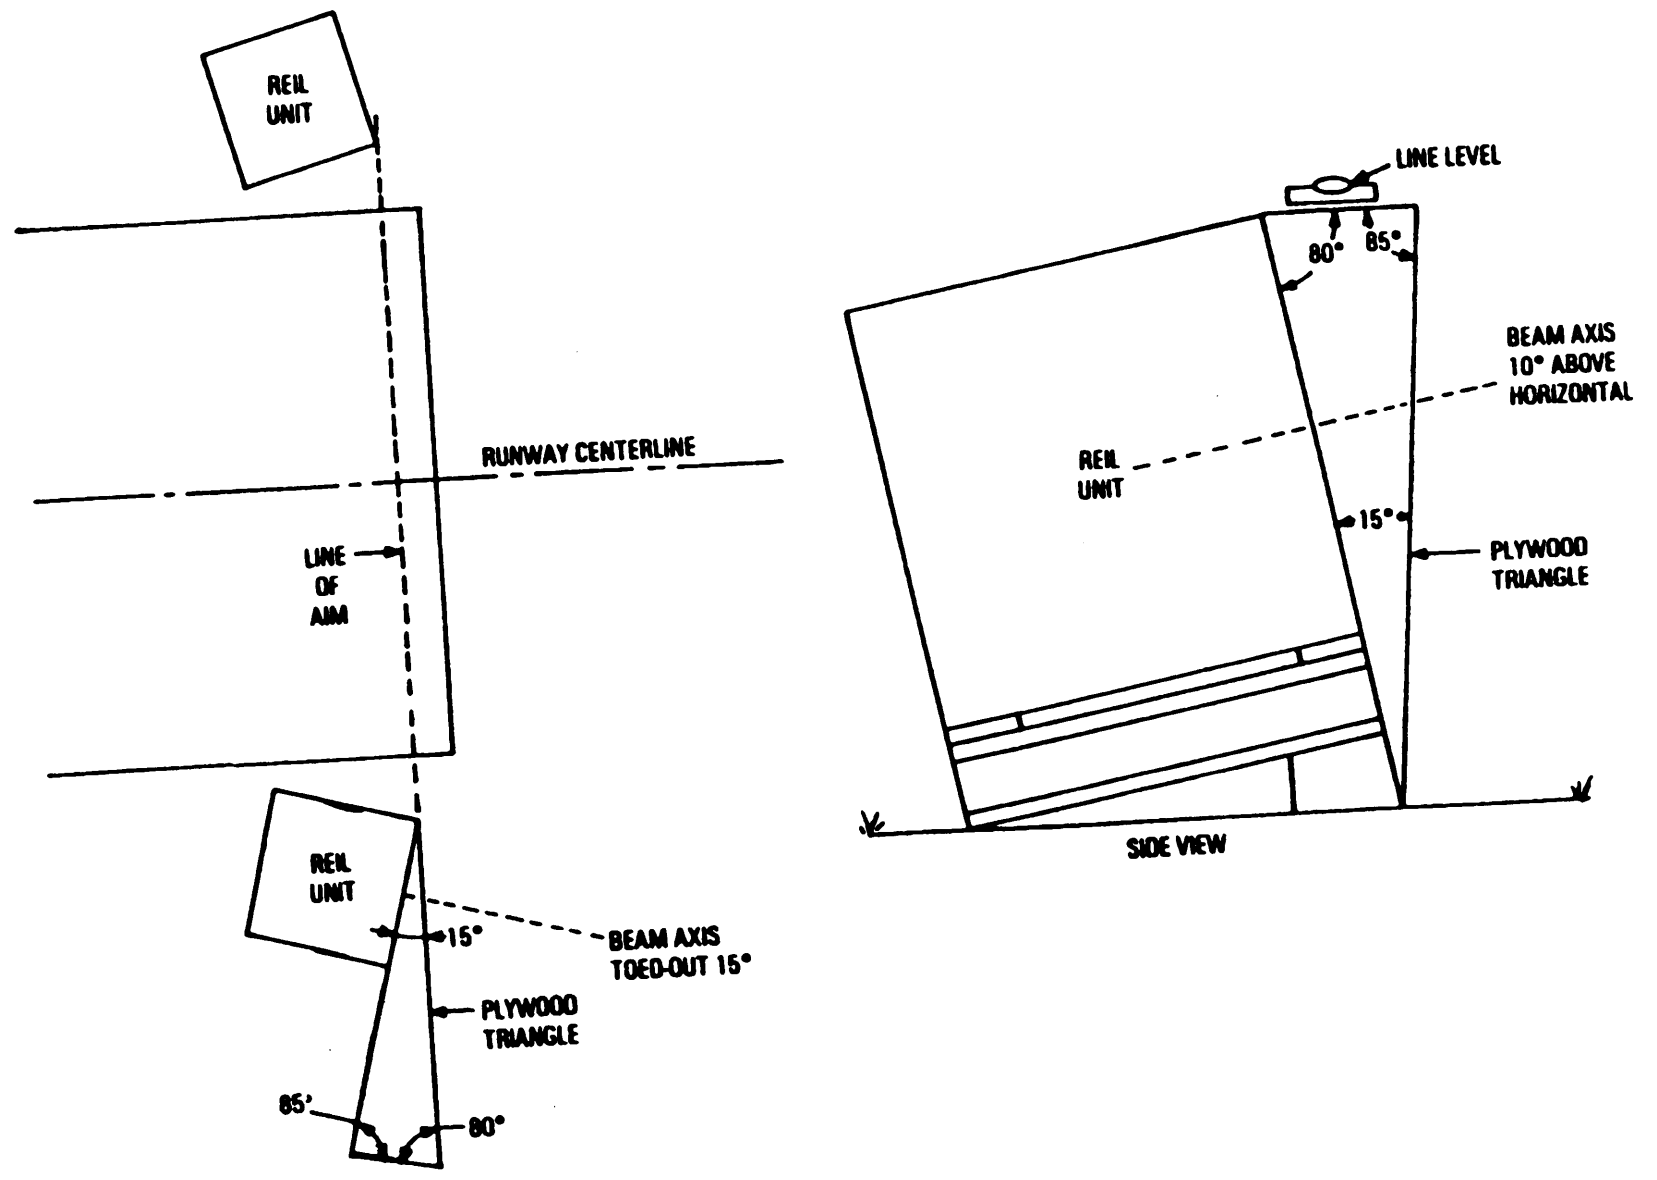 REIL
UNIT
RUNWAY CENTERLINE
LINE
OF
AIM
REIL
UNIT
15°
BEAM AXIS
TOED-OUT 15°
PLYWOOD
TRIANGLE
85'
80°
LINE LEVEL
80°
85°
BEAM AXIS
10° ABOVE
HORIZONTAL
REIL
UNIT
15°
PLYWOOD
TRIANGLE
SIDE VIEW